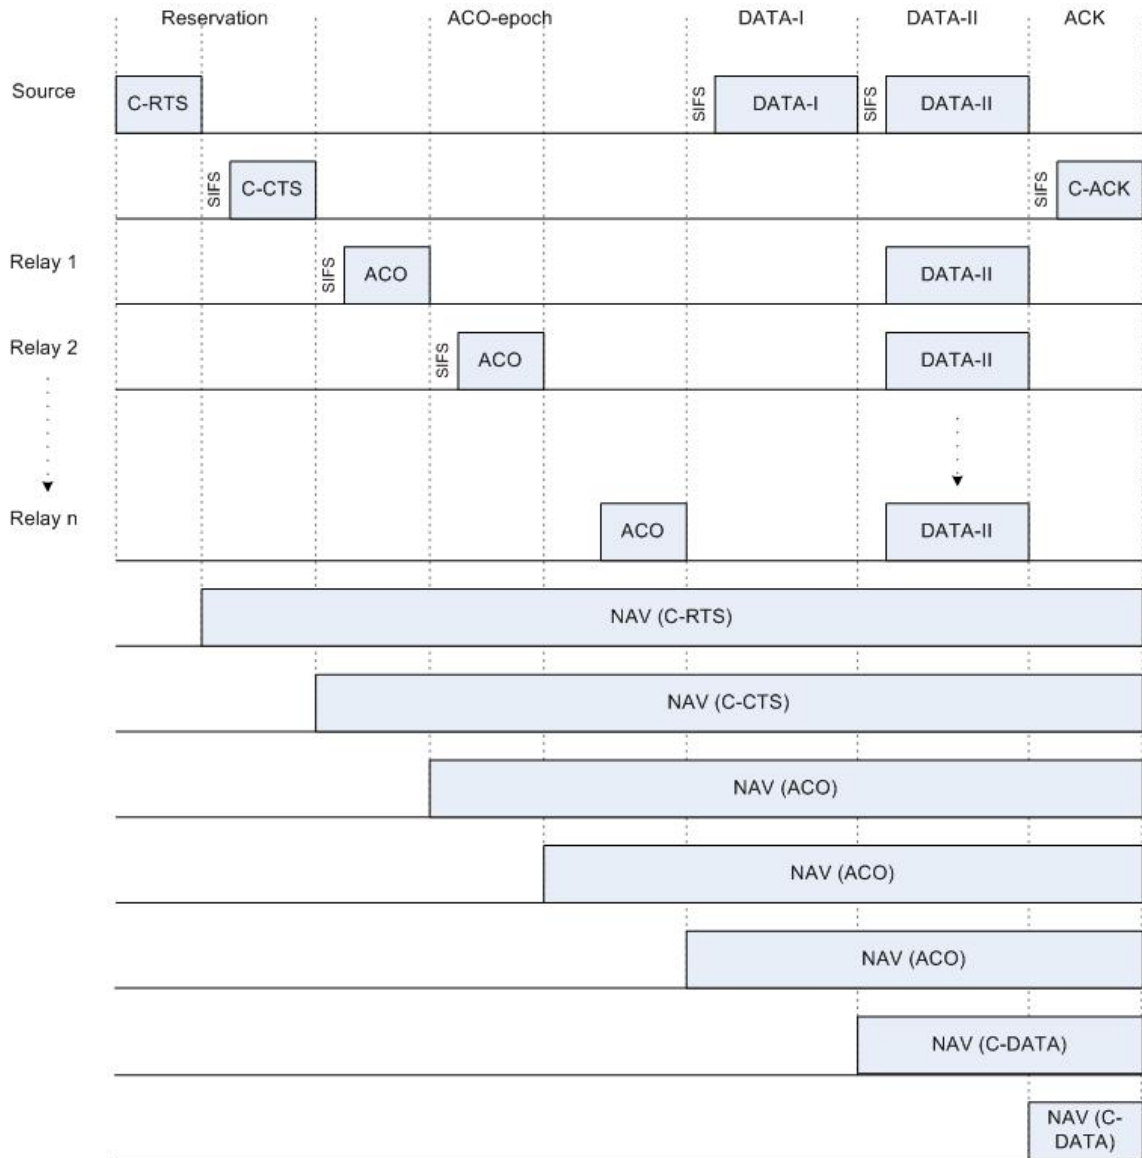 Reservation ACO-epoch DATA-I DATA-II ACK
Source C-RTS SIFS DATA-I SIFS DATA-II
SIFS C-CTS SIFS C-ACK
Relay 1 SIFS ACO DATA-II
Relay 2 SIFS ACO DATA-II
Relay n ACO DATA-II
NAV (C-RTS)
NAV (C-CTS)
NAV (ACO)
NAV (ACO)
NAV (ACO)
NAV (C-DATA)
NAV (C-
DATA)